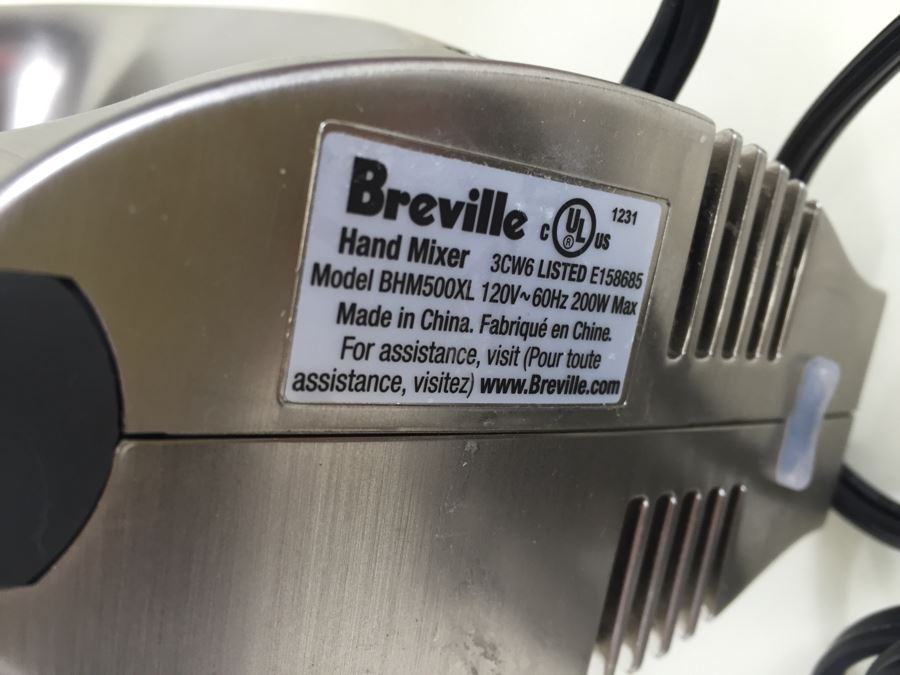 Breville
C UL ® US
1231
Hand Mixer 3CW6 LISTED E158685
Model BHM500XL 120V~60Hz 200W Max
Made in China. Fabriqué en Chine.
For assistance, visit (Pour toute
assistance, visitez) www.Breville.com